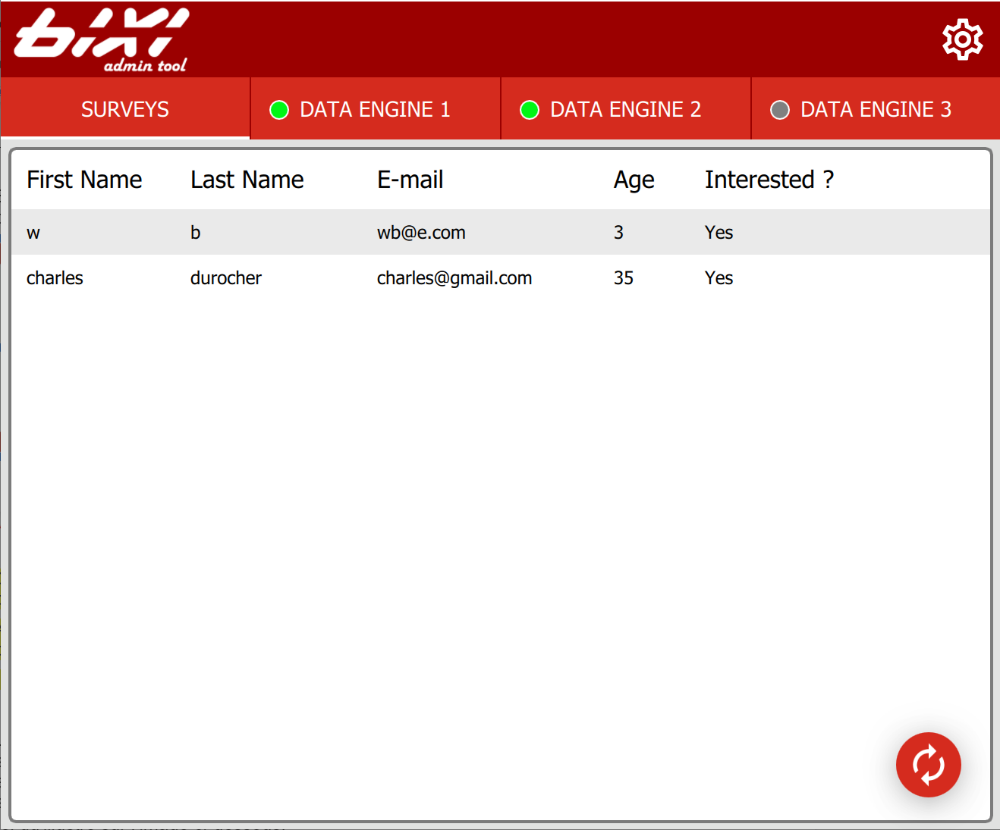 bixi
admin tool
SURVEYS DATA ENGINE 1 DATA ENGINE 2 DATA ENGINE 3
First Name Last Name E-mail Age Interested ?
w b wb@e.com 3 Yes
charles durocher charles@gmail.com 35 Yes